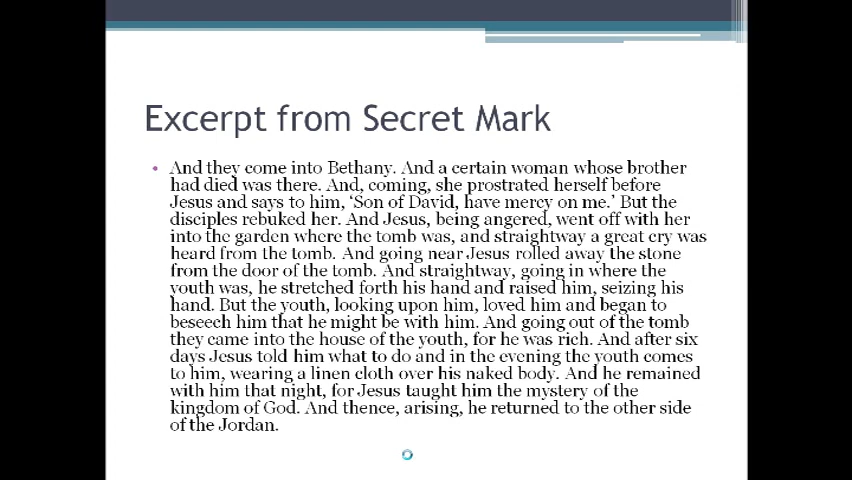 Excerpt from Secret Mark
• And they come into Bethany. And a certain woman whose brother
had died was there. And, coming, she prostrated herself before
Jesus and says to him, ‘Son of David, have mercy on me.’ But the
disciples rebuked her. And Jesus, being angered, went off with her
into the garden where the tomb was, and straightway a great cry was
heard from the tomb. And going near Jesus rolled away the stone
from the door of the tomb. And straightway, going in where the
youth was, he stretched forth his hand and raised him, seizing his
hand. But the youth, looking upon him, loved him and began to
beseech him that he might be with him. And going out of the tomb
they came into the house of the youth, for he was rich. And after six
days Jesus told him what to do and in the evening the youth comes
to him, wearing a linen cloth over his naked body. And he remained
with him that night, for Jesus taught him the mystery of the
kingdom of God. And thence, arising, he returned to the other side
of the Jordan.